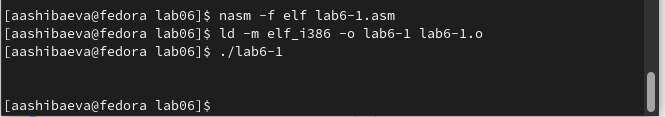 [aashibaeva@fedora lab06]$ nasm -f elf lab6-1.asm
[aashibaeva@fedora lab06]$ ld -m elf_i386 -o lab6-1 lab6-1.o
[aashibaeva@fedora lab06]$ ./lab6-1
[aashibaeva@fedora lab06]$